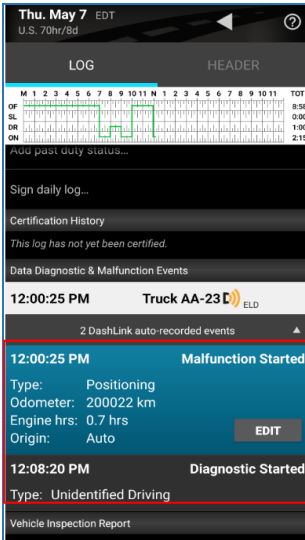 Thu. May 7 EDT
U.S. 70hr/8d
LOG HEADER
M 1 2 3 4 5 6 7 8 9 10 11 N 1 2 3 4 5 6 7 8 9 10 11 TOT
OF 8:58
SL 0:00
DR 1:00
ON 2:15
Add past duty status...
Sign daily log...
Certification History
This log has not yet been certified.
Data Diagnostic & Malfunction Events
12:00:25 PM Truck AA-23 D ELD
2 DashLink auto-recorded events
12:00:25 PM Malfunction Started
Type: Positioning
Odometer: 200022 km
Engine hrs: 0.7 hrs
Origin: Auto
EDIT
12:08:20 PM Diagnostic Started
Type: Unidentified Driving
Vehicle Inspection Report